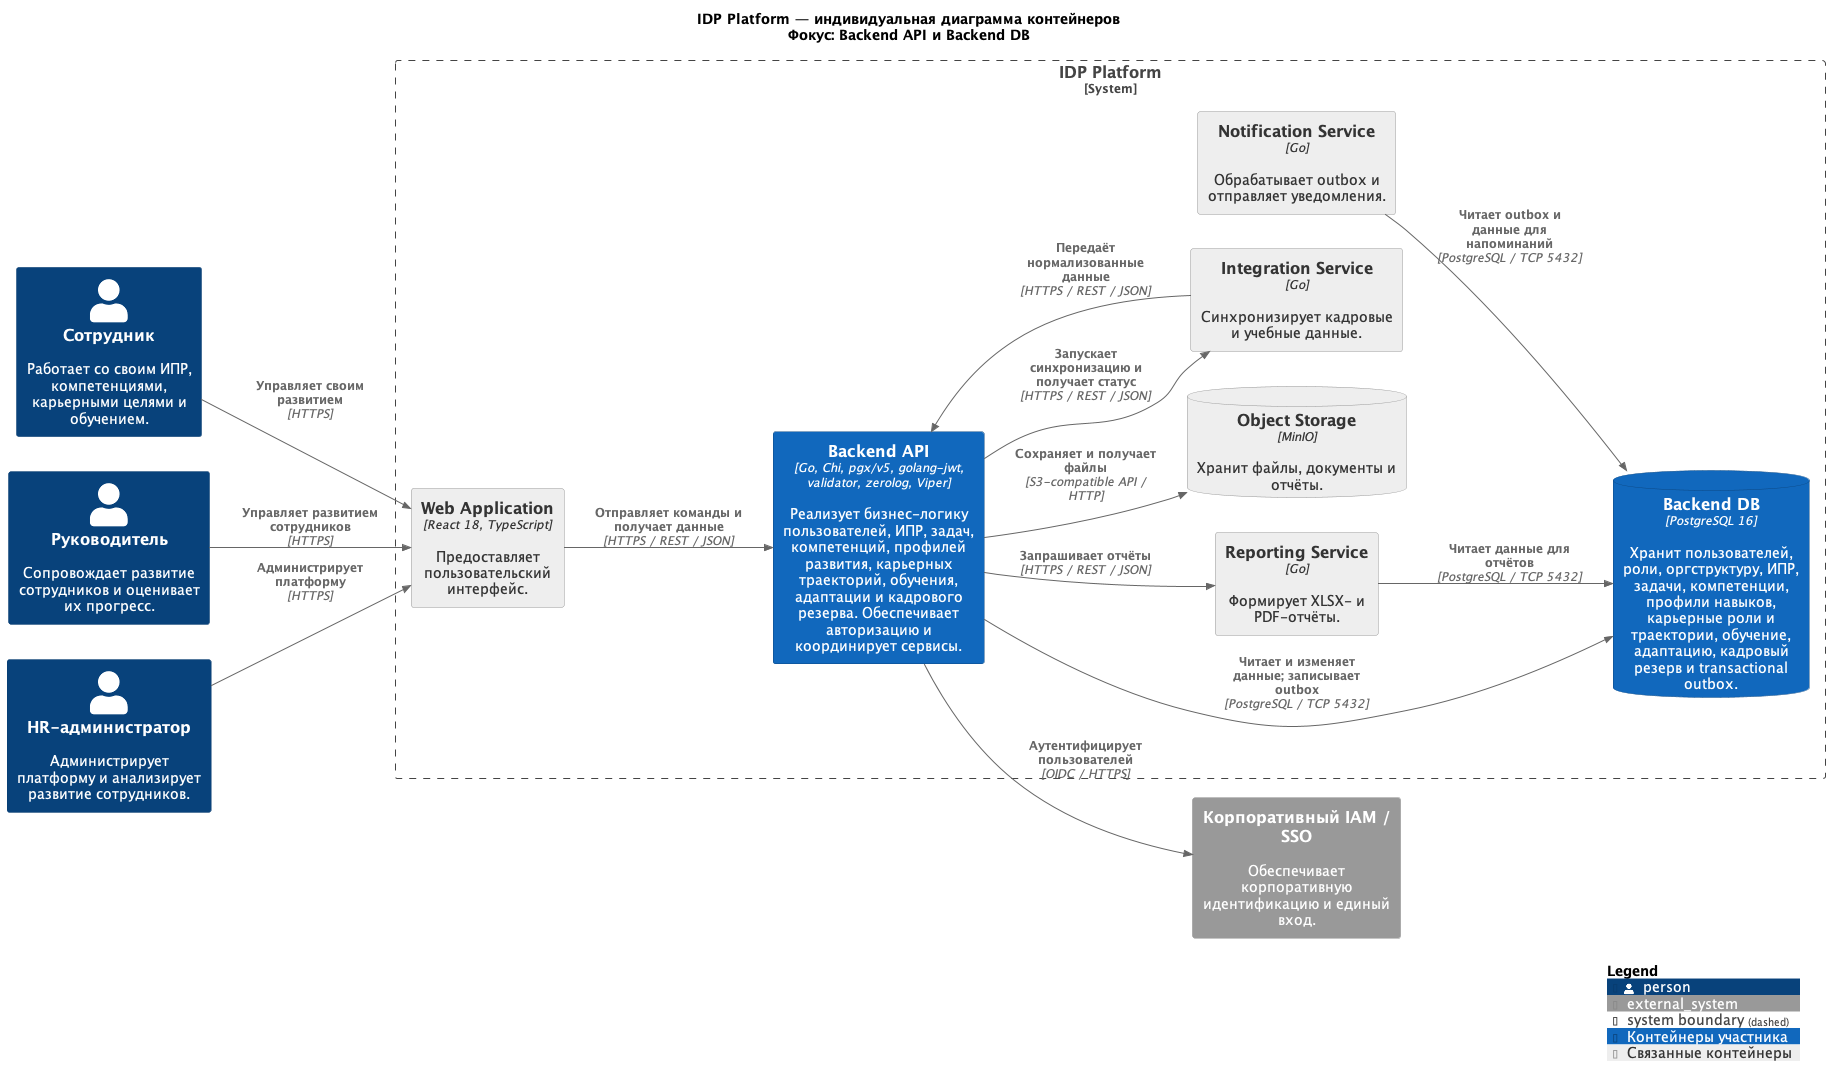 IDP Platform — индивидуальная диаграмма контейнеров
Фокус: Backend API и Backend DB
IDP Platform
[System]
Notification Service
[Go]
Обрабатывает outbox и
отправляет уведомления.
Читает outbox и
данные для
напоминаний
[PostgreSQL / TCP 5432]
Передаёт
нормализованные
данные
[HTTPS / REST / JSON]
Integration Service
[Go]
Синхронизирует кадровые
и учебные данные.
Сотрудник
Работает со своим ИПР,
компетенциями,
карьерными целями и
обучением.
Управляет своим
развитием
[HTTPS]
Запускает
синхронизацию и
получает статус
[HTTPS / REST / JSON]
Object Storage
[MinIO]
Хранит файлы, документы и
отчёты.
Сохраняет и получает
файлы
[S3-compatible API /
HTTP]
Руководитель
Сопровождает развитие
сотрудников и оценивает
их прогресс.
Управляет развитием
сотрудников
[HTTPS]
Web Application
[React 18, TypeScript]
Предоставляет
пользовательский
интерфейс.
Отправляет команды и
получает данные
[HTTPS / REST / JSON]
Backend API
[Go, Chi, pgx/v5, golang-jwt,
validator, zerolog, Viper]
Реализует бизнес-логику
пользователей, ИПР, задач,
компетенций, профилей
развития, карьерных
траекторий, обучения,
адаптации и кадрового
резерва. Обеспечивает
авторизацию и
координирует сервисы.
Запрашивает отчёты
[HTTPS / REST / JSON]
Reporting Service
[Go]
Формирует XLSX- и
PDF-отчёты.
Читает данные для
отчётов
[PostgreSQL / TCP 5432]
Backend DB
[PostgreSQL 16]
Хранит пользователей,
роли, оргструктуру, ИПР,
задачи, компетенции,
профили навыков,
карьерные роли и
траектории, обучение,
адаптацию, кадровый
резерв и transactional
outbox.
Администрирует
платформу
[HTTPS]
HR-администратор
Администрирует
платформу и анализирует
развитие сотрудников.
Читает и изменяет
данные; записывает
outbox
[PostgreSQL / TCP 5432]
Аутентифицирует
пользователей
[OIDC / HTTPS]
Корпоративный IAM /
SSO
Обеспечивает
корпоративную
идентификацию и единый
вход.
Legend
person
external_system
system boundary (dashed)
Контейнеры участника
Связанные контейнеры